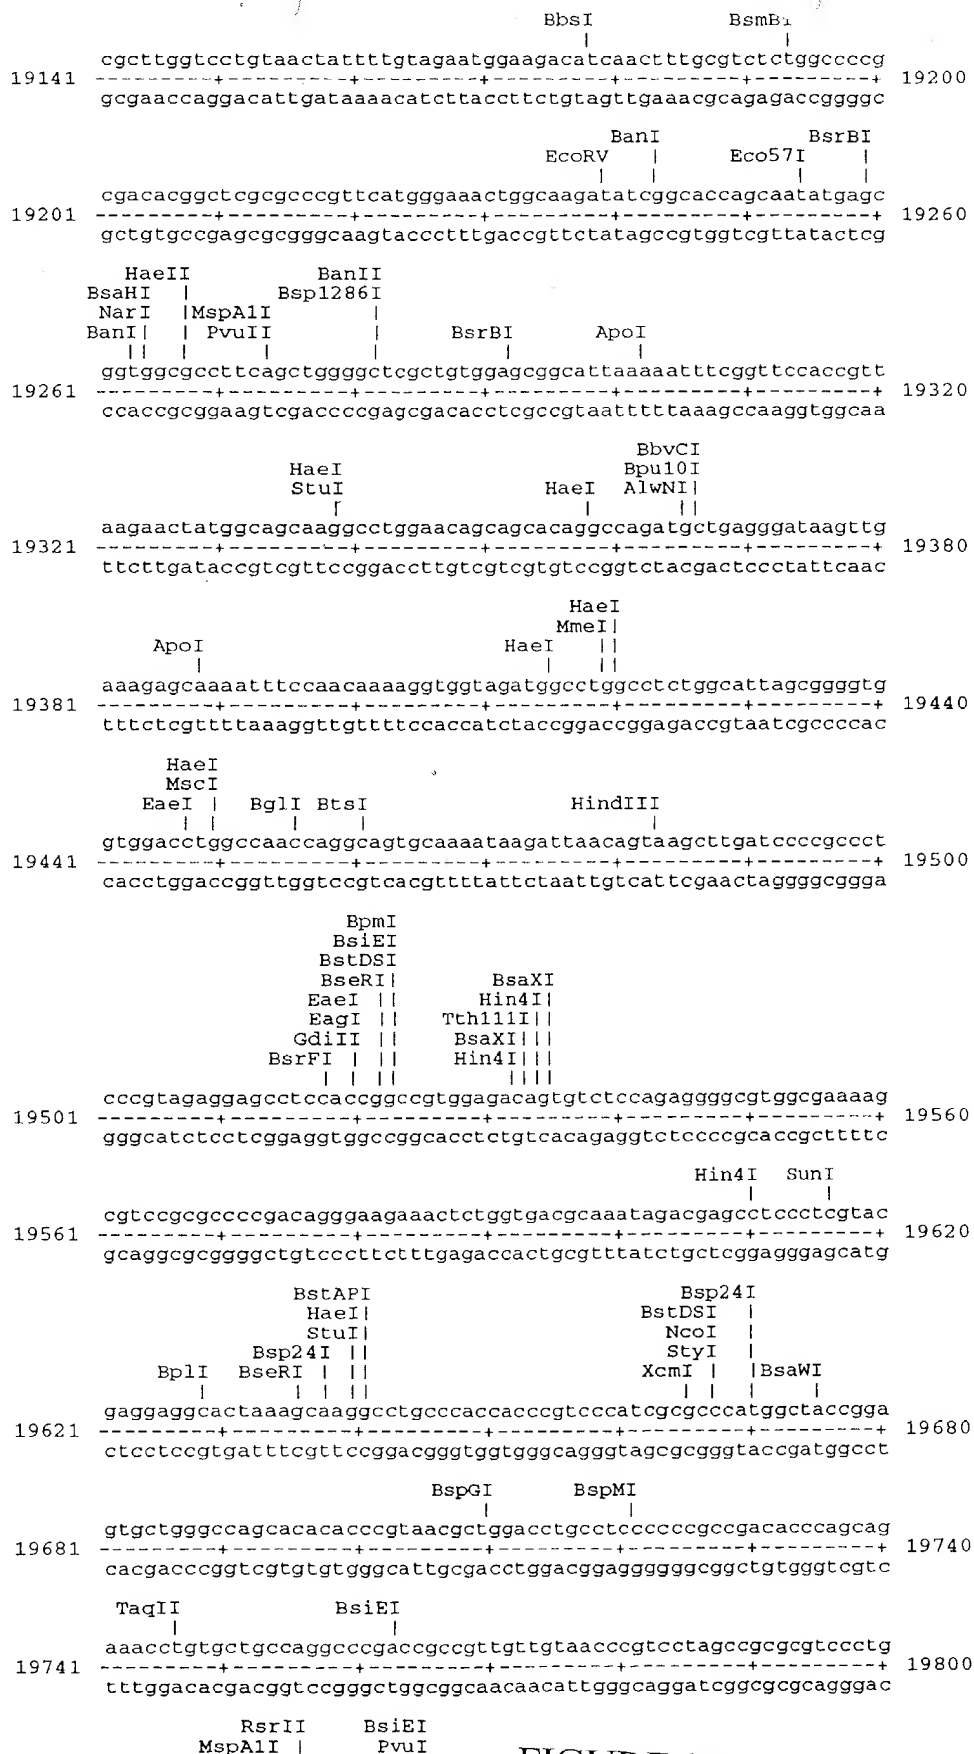 BbsI BsmBI
cgcttggtcctgtaactattttgtagaatggaagacatcaactttgcgtctctggccccg
19141 ---------+---------+---------+---------+---------+---------+ 19200
gcgaaccaggacattgataaaacatcttaccttctgtagttgaaacgcagagaccggggc
BanI BsrBI
EcoRV | Eco57I |
| | | |
cgacacggctcgcgcccgttcatgggaaactggcaagatatcggcaccagcaatatgagc
19201 ---------+---------+---------+---------+---------+---------+ 19260
gctgtgccgagcgcgggcaagtaccctttgaccgttctatagccgtggtcgttatactcg
HaeII BanII
BsaHI | Bsp1286I
NarI |MspA1I |
BanI| | PvuII | BsrBI ApoI
|| | | | | |
ggtggcgccttcagctggggctcgctgtggagcggcattaaaaatttcggttccaccgtt
19261 ---------+---------+---------+---------+---------+---------+ 19320
ccaccgcggaagtcgaccccgagcgacacctcgccgtaatttttaaagccaaggtggcaa
BbvCI
HaeI Bpu10I
StuI HaeI AlwNI|
| | ||
aagaactatggcagcaaggcctggaacagcagcacaggccagatgctgagggataagttg
19321 ---------+---------+---------+---------+---------+---------+ 19380
ttcttgataccgtcgttccggaccttgtcgtcgtgtccggtctacgactccctattcaac
HaeI
MmeI|
ApoI HaeI ||
| | ||
aaagagcaaaatttccaacaaaaggtggtagatggcctggcctctggcattagcggggtg
19381 ---------+---------+---------+---------+---------+---------+ 19440
tttctcgttttaaaggttgttttccaccatctaccggaccggagaccgtaatcgccccac
HaeI
MscI
EaeI | BglI BtsI HindIII
| | | | |
gtggacctggccaaccaggcagtgcaaaataagattaacagtaagcttgatccccgccct
19441 ---------+---------+---------+---------+---------+---------+ 19500
cacctggaccggttggtccgtcacgttttattctaattgtcattcgaactaggggcggga
BpmI
BsiEI
BstDSI
BseRI| BsaXI
EaeI || Hin4I|
EagI || Tth111I||
GdiII || BsaXI|||
BsrFI | || Hin4I|||
| | || ||||
cccgtagaggagcctccaccggccgtggagacagtgtctccagaggggcgtggcgaaaag
19501 ---------+---------+---------+---------+---------+---------+ 19560
gggcatctcctcggaggtggccggcacctctgtcacagaggtctccccgcaccgcttttc
Hin4I SunI
| |
cgtccgcgccccgacagggaagaaactctggtgacgcaaatagacgagcctccctcgtac
19561 ---------+---------+---------+---------+---------+---------+ 19620
gcaggcgcggggctgtcccttctttgagaccactgcgtttatctgctcggagggagcatg
BstAPI Bsp24I
HaeI| BstDSI |
StuI| NcoI |
Bsp24I || StyI |
BplI BseRI | || XcmI | |BsaWI
| | | || | | | |
gaggaggcactaaagcaaggcctgcccaccacccgtcccatcgcgcccatggctaccgga
19621 ---------+---------+---------+---------+---------+---------+ 19680
ctcctccgtgatttcgttccggacgggtggtgggcagggtagcgcgggtaccgatggcct
BspGI BspMI
| |
gtgctgggccagcacacacccgtaacgctggacctgcctccccccgccgacacccagcag
19681 ---------+---------+---------+---------+---------+---------+ 19740
cacgacccggtcgtgtgtgggcattgcgacctggacggaggggggcggctgtgggtcgtc
TaqII BsiEI
| |
aaacctgtgctgccaggcccgaccgccgttgttgtaacccgtcctagccgcgcgtccctg
19741 ---------+---------+---------+---------+---------+---------+ 19800
tttggacacgacggtccgggctggcggcaacaacattgggcaggatcggcgcgcagggac
RsrII BsiEI
MspA1I | PvuI